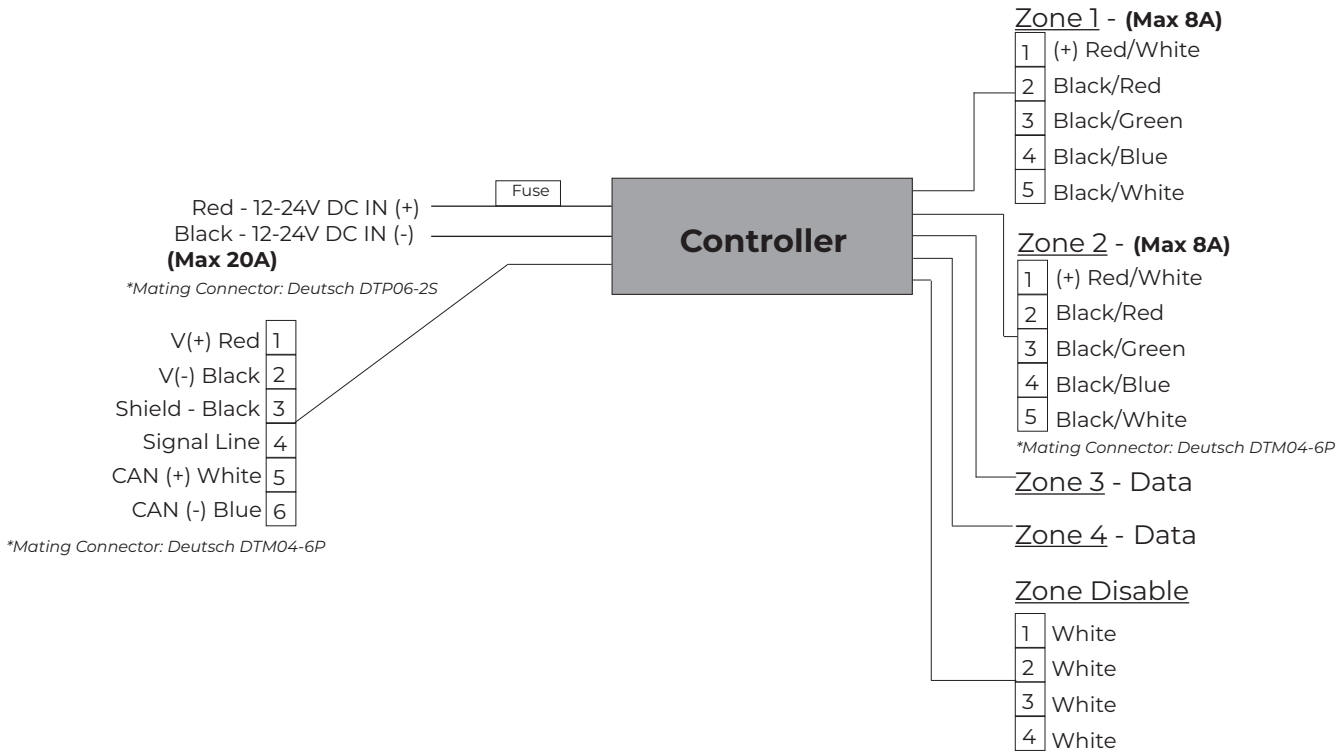 Zone 1 - (Max 8A)
1 (+) Red/White
2 Black/Red
3 Black/Green
4 Black/Blue
5 Black/White
Fuse
Red - 12-24V DC IN (+)
Black - 12-24V DC IN (-)
(Max 20A)
*Mating Connector: Deutsch DTP06-2S
Controller
V(+) Red 1
V(-) Black 2
Shield - Black 3
Signal Line 4
CAN (+) White 5
CAN (-) Blue 6
*Mating Connector: Deutsch DTM04-6P
Zone 2 - (Max 8A)
1 (+) Red/White
2 Black/Red
3 Black/Green
4 Black/Blue
5 Black/White
*Mating Connector: Deutsch DTM04-6P
Zone 3 - Data
Zone 4 - Data
Zone Disable
1 White
2 White
3 White
4 White